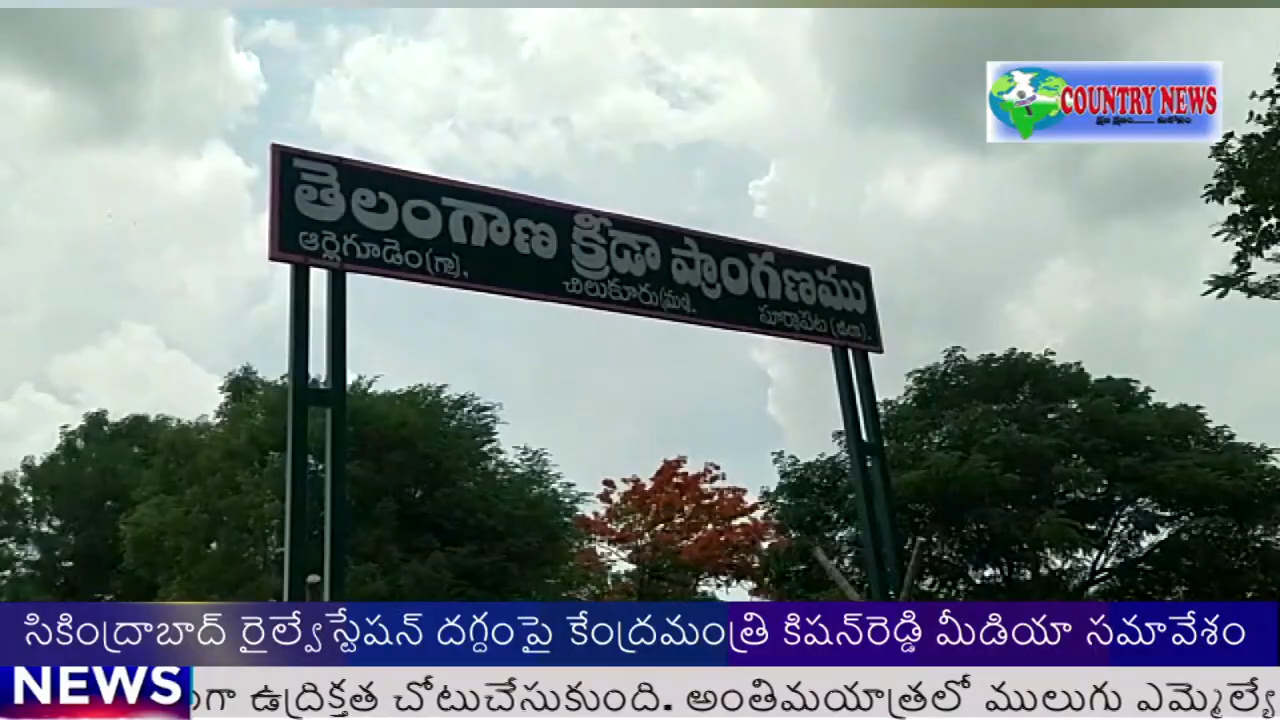 COUNTRY NEWS
తెలంగాణ క్రీడా ప్రాంగణము
ఆర్లెగూడెం(గ్రా), చిలుకూరు(మం), సూర్యాపేట (జిల్లా).
సికింద్రాబాద్ రైల్వేస్టేషన్ దగ్ధంపై కేంద్రమంత్రి కిషన్‌రెడ్డి మీడియా సమావేశం
NEWS
గా ఉద్రిక్తత చోటుచేసుకుంది. అంతిమయాత్రలో ములుగు ఎమ్మెల్యే